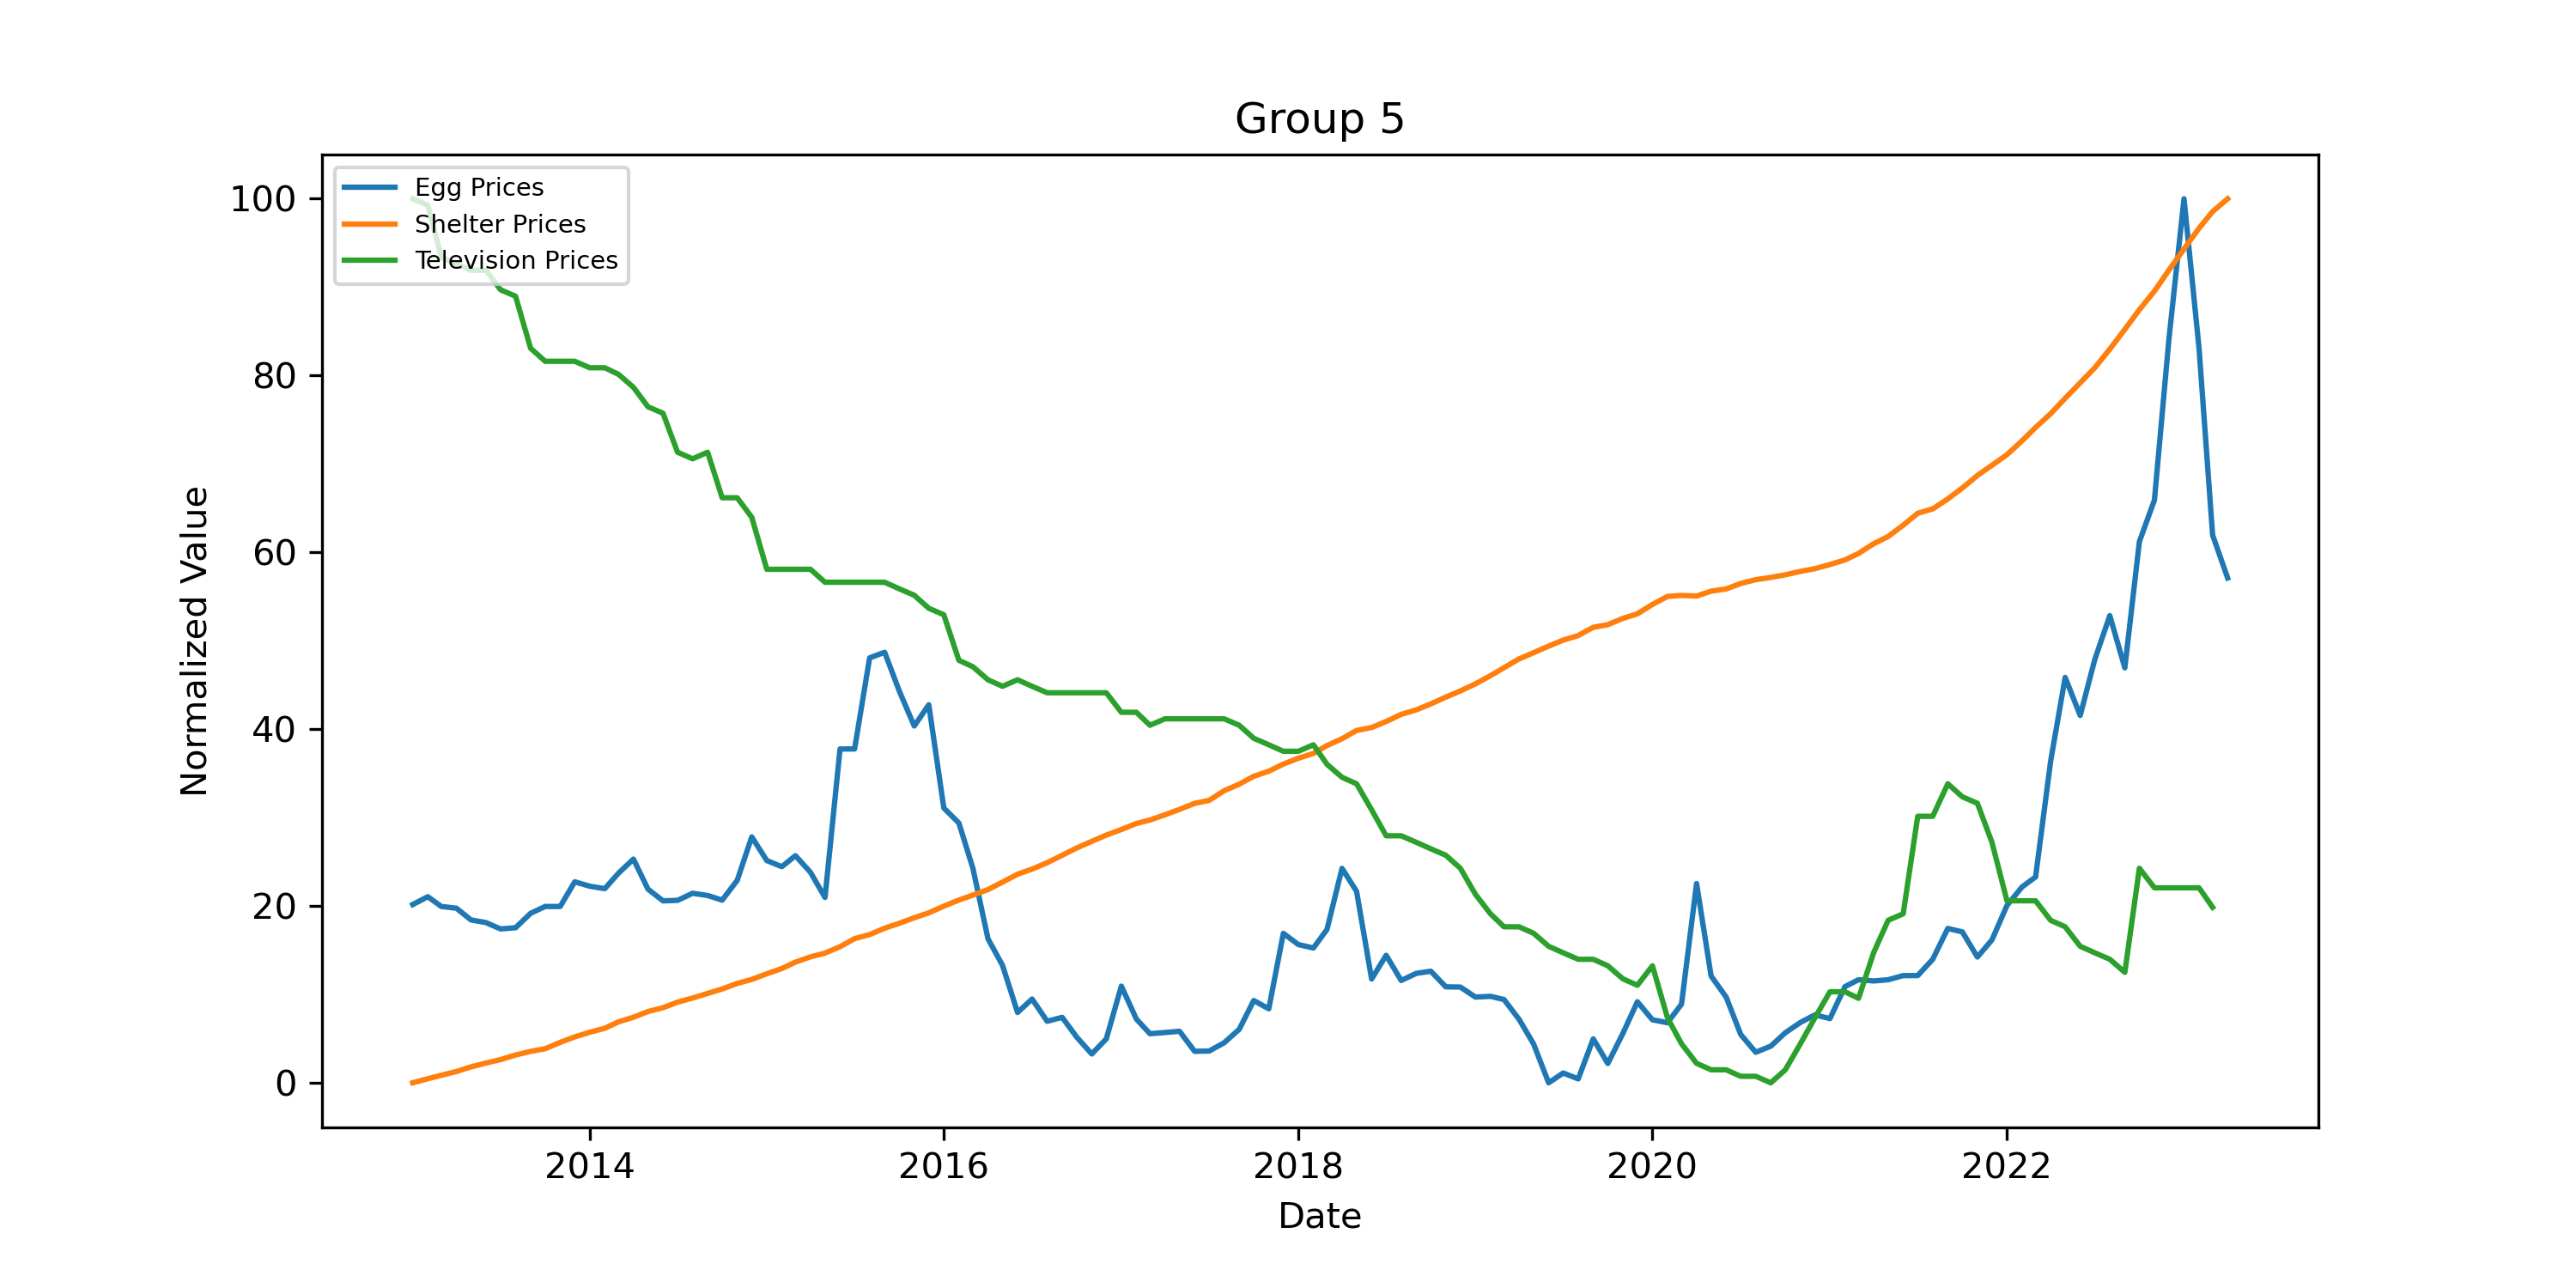 Group 5
Egg Prices
Shelter Prices
Television Prices
Normalized Value
100
80
60
40
20
0
2014
2016
2018
2020
2022
Date